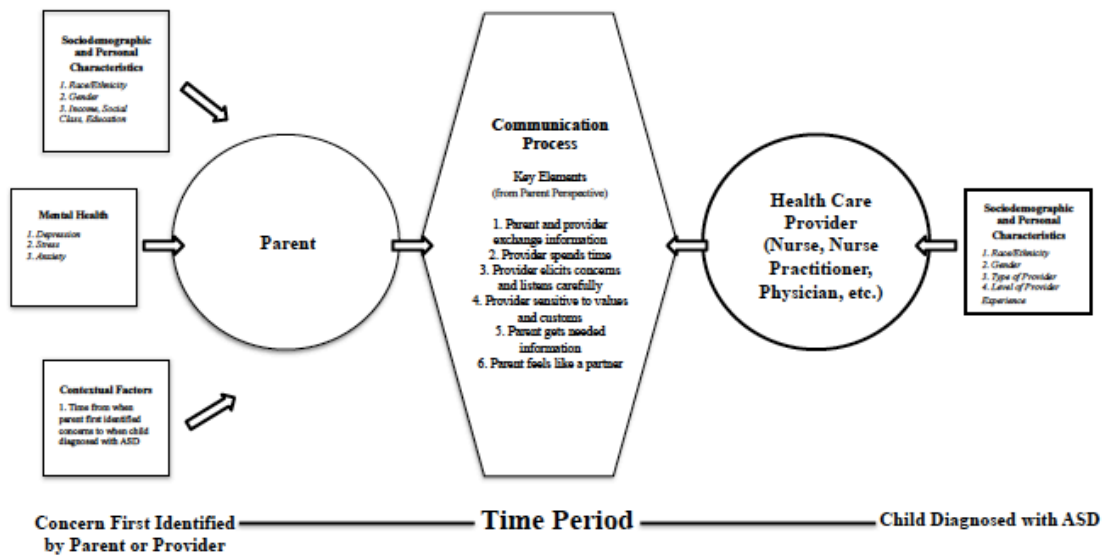 Sociodemographic
and Personal
Characteristics
1. Race/Ethnicity
2. Gender
3. Income, Social
Class, Education
Mental Health
1. Depression
2. Stress
3. Anxiety
Contextual Factors
1. Time from when
parent first identified
concerns to when child
diagnosed with ASD
Parent
Communication
Process
Key Elements
(from Parent Perspective)
1. Parent and provider
exchange information
2. Provider spends time
3. Provider elicits concerns
and listens carefully
4. Provider sensitive to values
and customs
5. Parent gets needed
information
6. Parent feels like a partner
Health Care
Provider
(Nurse, Nurse
Practitioner,
Physician, etc.)
Sociodemographic
and Personal
Characteristics
1. Race/Ethnicity
2. Gender
3. Type of Provider
4. Level of Provider
Experience
Concern First Identified
by Parent or Provider
Time Period
Child Diagnosed with ASD